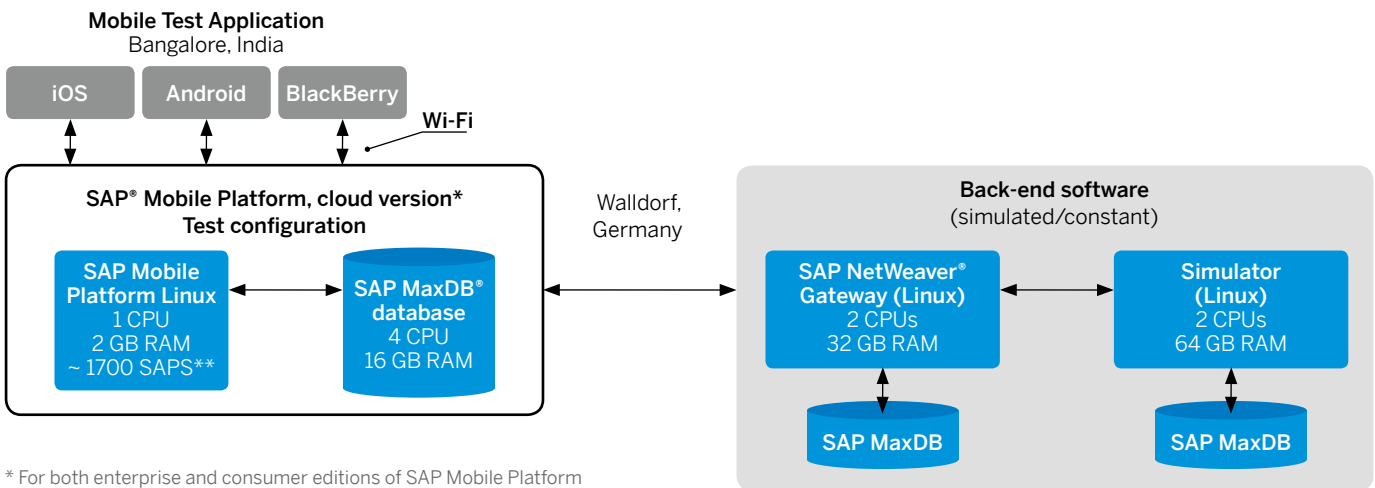 Mobile Test Application
Bangalore, India
iOS
Android
BlackBerry
Wi-Fi
SAP® Mobile Platform, cloud version*
Test configuration
SAP Mobile
Platform Linux
1 CPU
2 GB RAM
~ 1700 SAPS**
SAP MaxDB®
database
4 CPU
16 GB RAM
Walldorf,
Germany
Back-end software
(simulated/constant)
SAP NetWeaver®
Gateway (Linux)
2 CPUs
32 GB RAM
Simulator
(Linux)
2 CPUs
64 GB RAM
SAP MaxDB
SAP MaxDB
* For both enterprise and consumer editions of SAP Mobile Platform